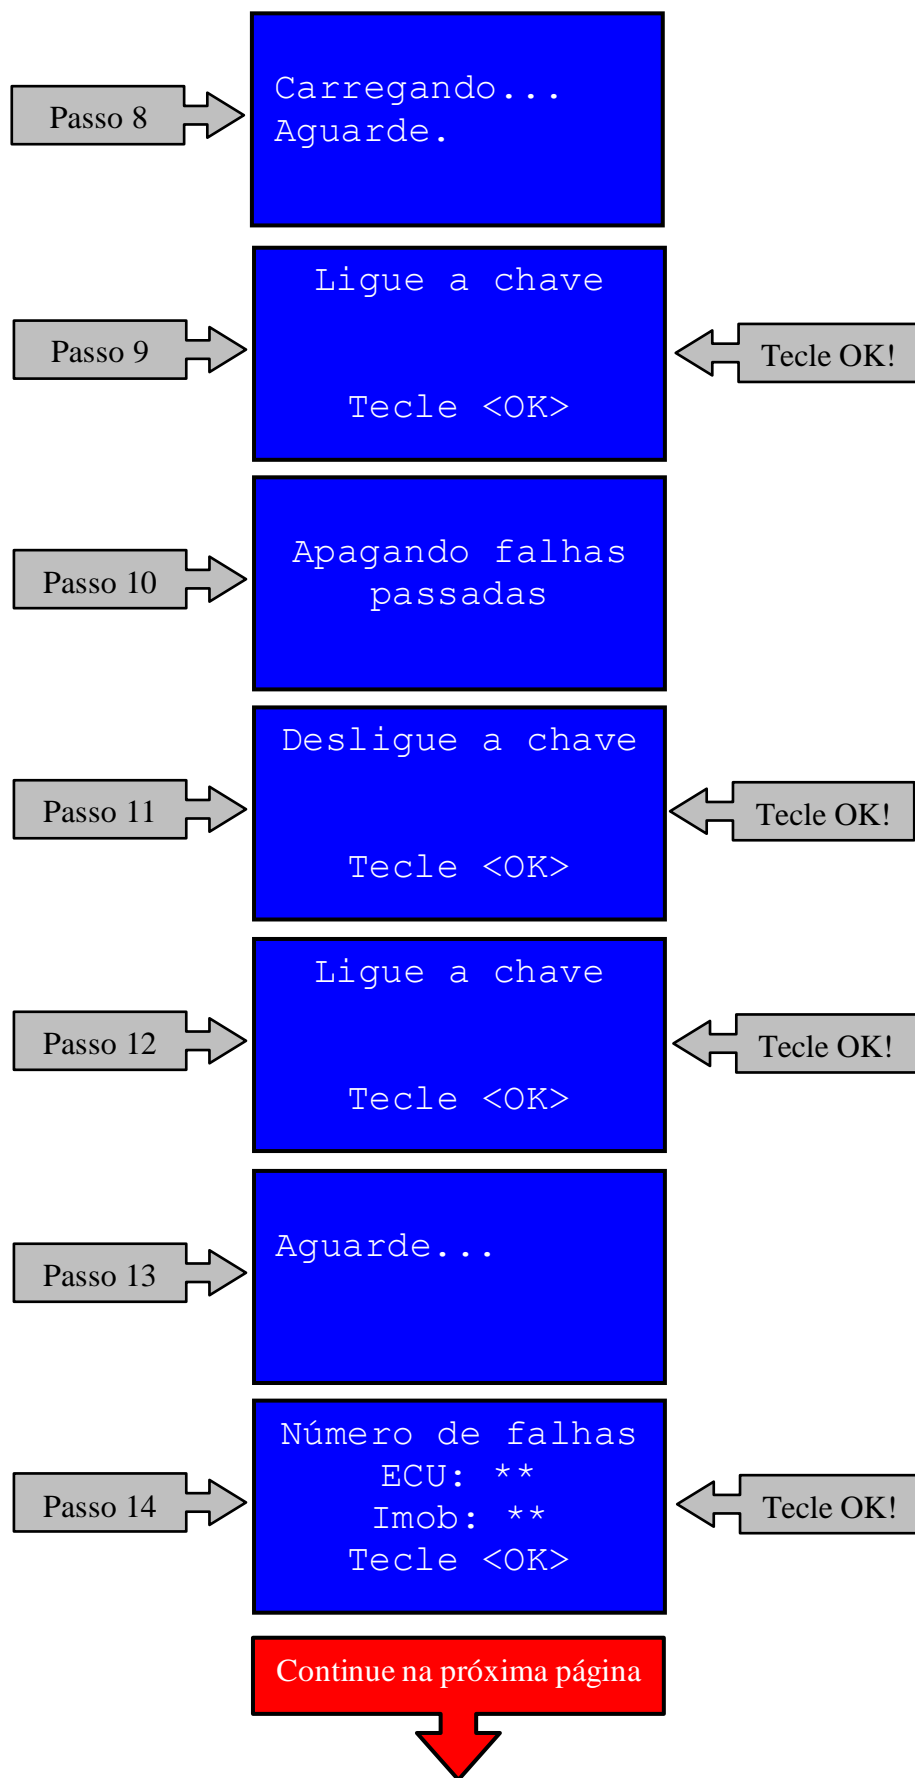 Passo 8
Carregando...
Aguarde.
Passo 9
Ligue a chave
Tecle <OK>
Tecle OK!
Passo 10
Apagando falhas
passadas
Passo 11
Desligue a chave
Tecle <OK>
Tecle OK!
Passo 12
Ligue a chave
Tecle <OK>
Tecle OK!
Passo 13
Aguarde...
Passo 14
Número de falhas
ECU: **
Imob: **
Tecle <OK>
Tecle OK!
Continue na próxima página